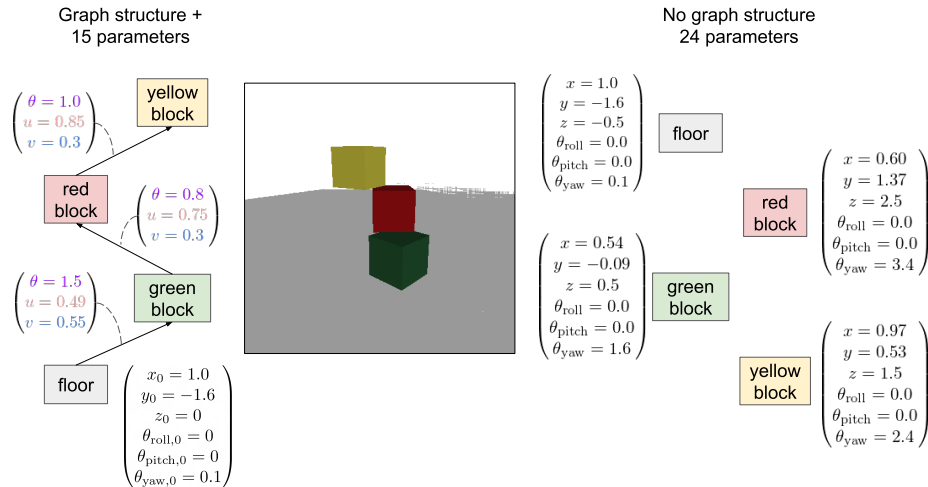 Graph structure +
15 parameters
yellow
block
θ = 1.0
u = 0.85
v = 0.3
red
block
θ = 0.8
u = 0.75
v = 0.3
green
block
θ = 1.5
u = 0.49
v = 0.55
floor
x₀ = 1.0
y₀ = −1.6
z₀ = 0
θroll,0 = 0
θpitch,0 = 0
θyaw,0 = 0.1
No graph structure
24 parameters
x = 1.0
y = −1.6
z = −0.5
θroll = 0.0
θpitch = 0.0
θyaw = 0.1
floor
red
block
x = 0.60
y = 1.37
z = 2.5
θroll = 0.0
θpitch = 0.0
θyaw = 3.4
x = 0.54
y = −0.09
z = 0.5
θroll = 0.0
θpitch = 0.0
θyaw = 1.6
green
block
yellow
block
x = 0.97
y = 0.53
z = 1.5
θroll = 0.0
θpitch = 0.0
θyaw = 2.4